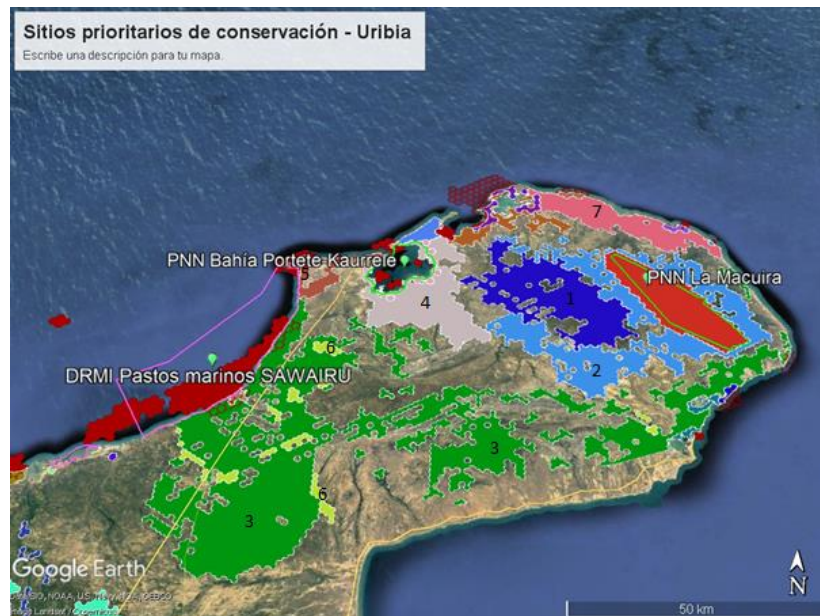 Sitios prioritarios de conservación - Uribia
Escribe una descripción para tu mapa.
7
PNN Bahía Portete-Kaurrele
5
PNN La Macuira
4
1
6
2
DRMI Pastos marinos SAWAIRU
3
6
3
Google Earth
N
50 km